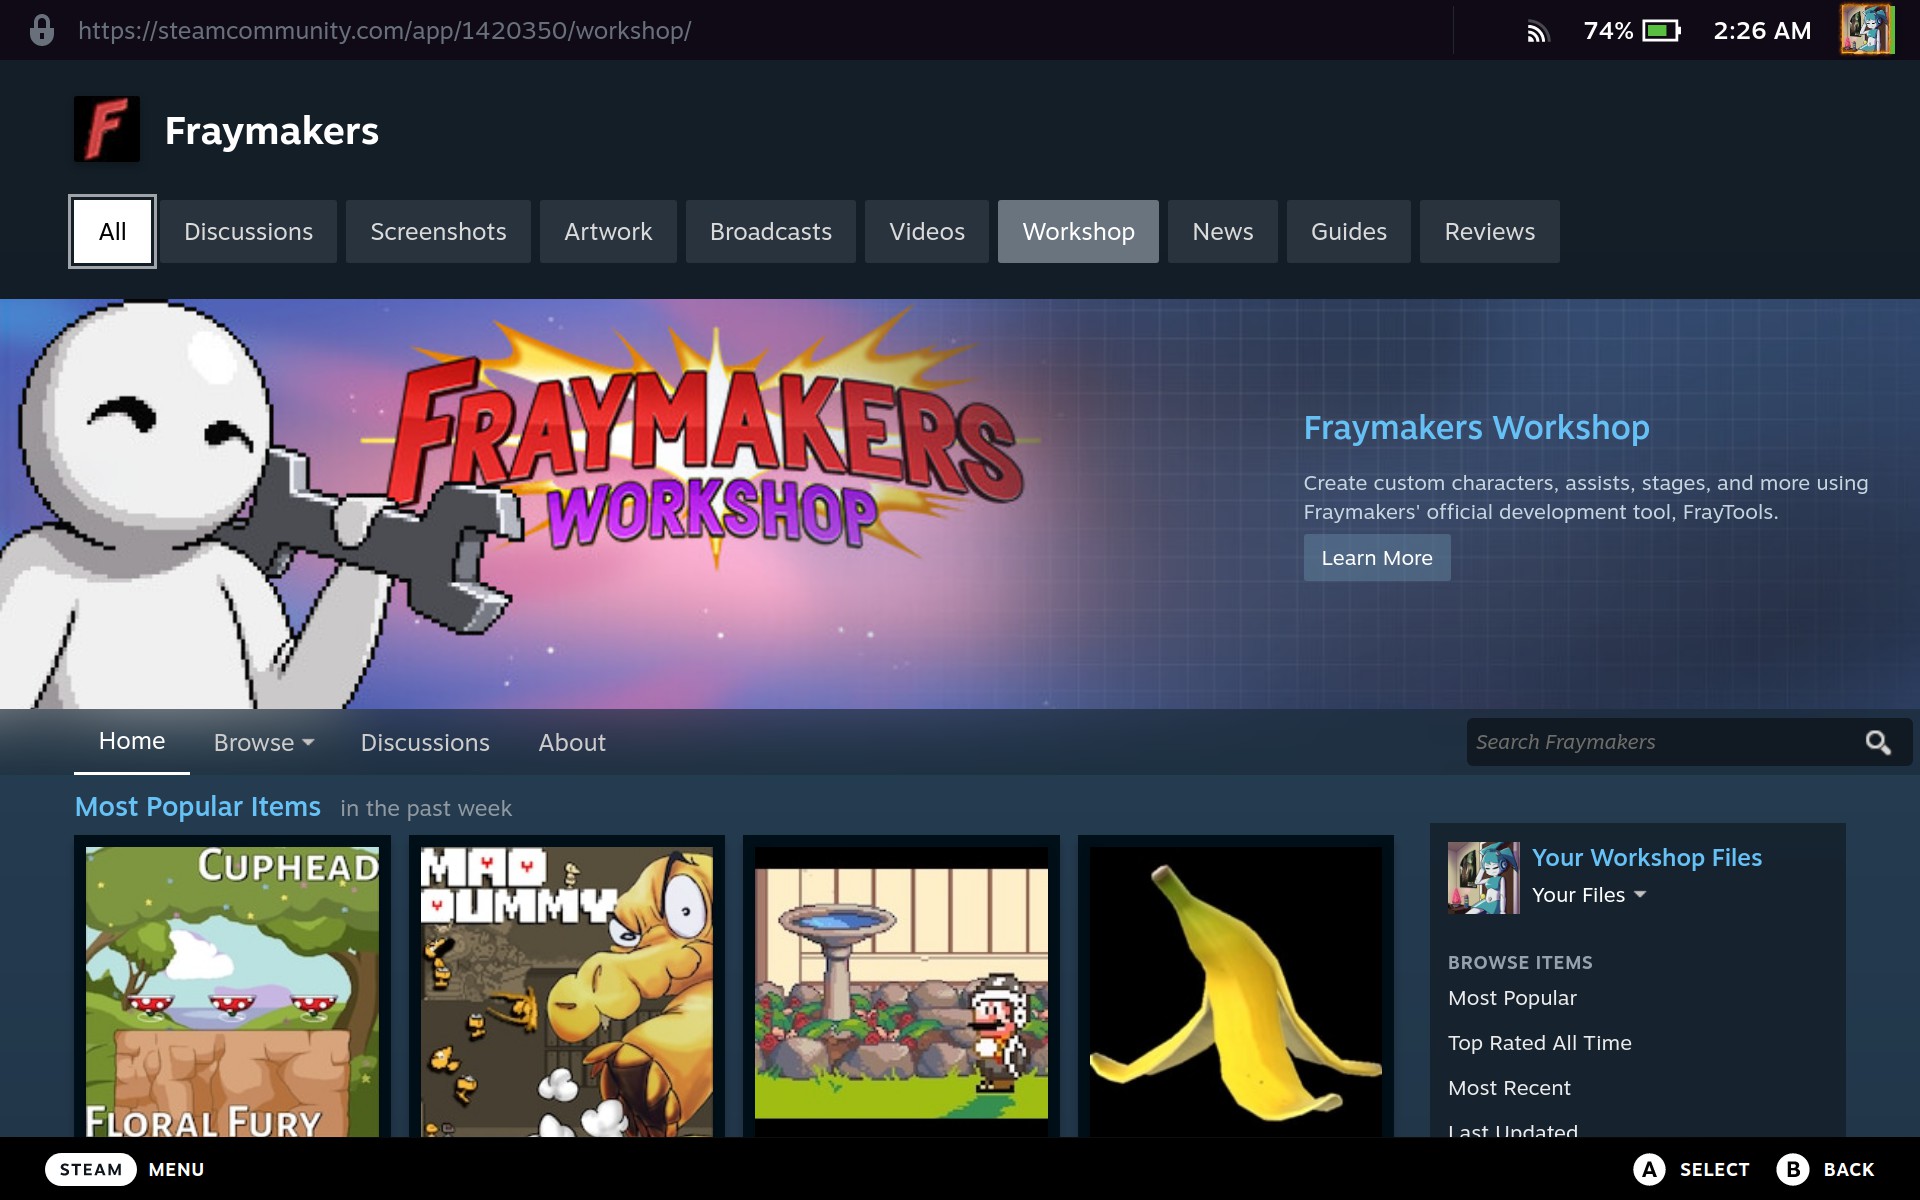 https://steamcommunity.com/app/1420350/workshop/
74%
2:26 AM
F
Fraymakers
All
Discussions
Screenshots
Artwork
Broadcasts
Videos
Workshop
News
Guides
Reviews
FRAYMAKERS
WORKSHOP
Fraymakers Workshop
Create custom characters, assists, stages, and more using
Fraymakers' official development tool, FrayTools.
Learn More
Home
Browse
Discussions
About
Search Fraymakers
Most Popular Items in the past week
CUPHEAD
FLORAL FURY
MAD
DUMMY
Your Workshop Files
Your Files
BROWSE ITEMS
Most Popular
Top Rated All Time
Most Recent
Last Updated
STEAM MENU
A SELECT
B BACK